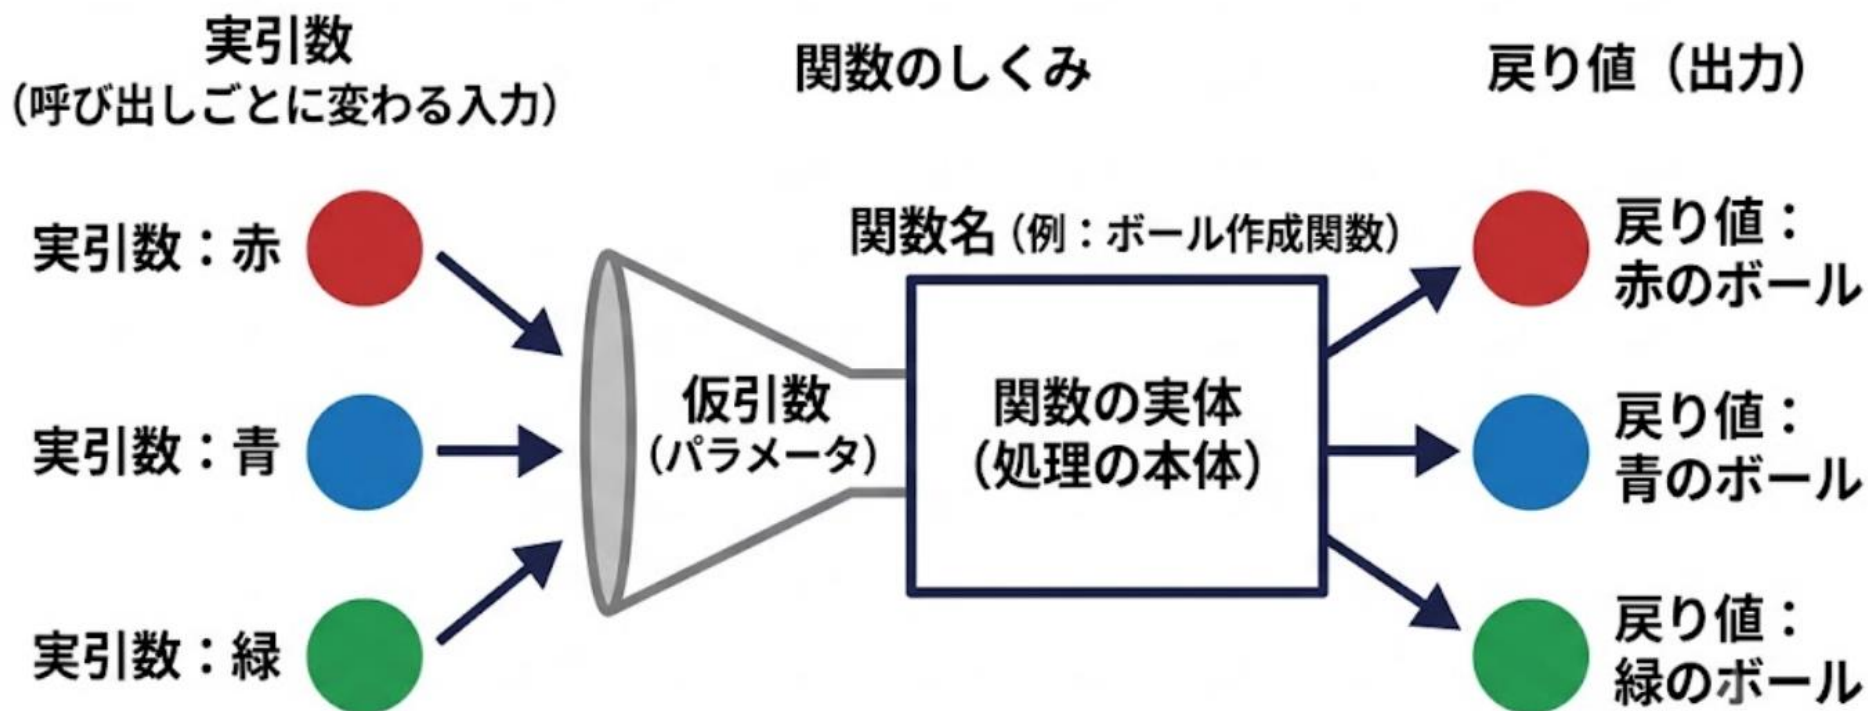 実引数
（呼び出しごとに変わる入力）
関数のしくみ
戻り値（出力）
実引数：赤
実引数：青
実引数：緑
仮引数
（パラメータ）
関数名（例：ボール作成関数）
関数の実体
（処理の本体）
戻り値：
赤のボール
戻り値：
青のボール
戻り値：
緑のボール